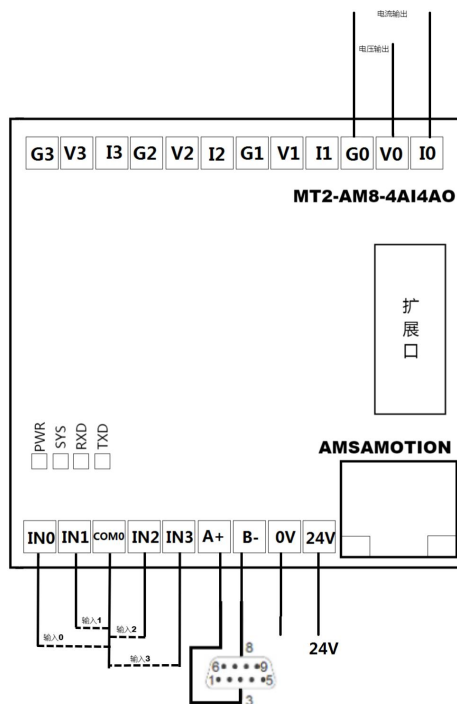 电流输出
电压输出
G3 V3 I3 G2 V2 I2 G1 V1 I1 G0 V0 I0
MT2-AM8-4AI4AO
扩展口
PWR SYS RXD TXD
AMSAMOTION
IN0 IN1 COM0 IN2 IN3 A+ B- 0V 24V
输入1
输入2
输入0
输入3
24V
8
6 9
1 5
3